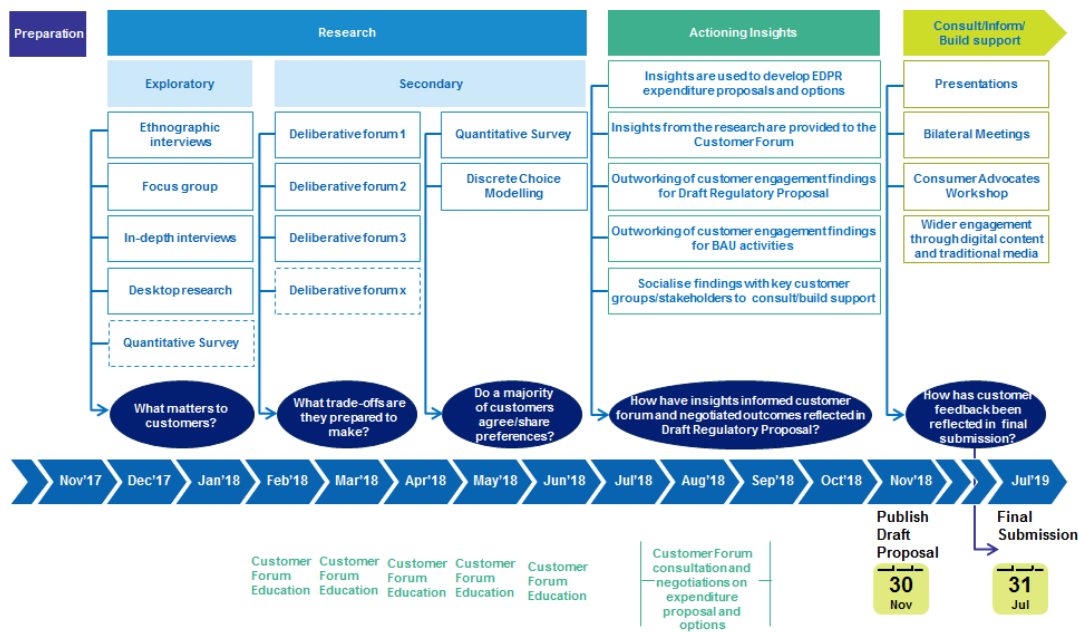 Preparation
Research
Actioning Insights
Consult/Inform/
Build support
Exploratory
Secondary
Ethnographic
interviews
Focus group
In-depth interviews
Desktop research
Quantitative Survey
Deliberative forum 1
Deliberative forum 2
Deliberative forum 3
Deliberative forum x
Quantitative Survey
Discrete Choice
Modelling
Insights are used to develop EDPR
expenditure proposals and options
Insights from the research are provided to the
Customer Forum
Outworking of customer engagement findings
for Draft Regulatory Proposal
Outworking of customer engagement findings
for BAU activities
Socialise findings with key customer
groups/stakeholders to consult/build support
Presentations
Bilateral Meetings
Consumer Advocates
Workshop
Wider engagement
through digital content
and traditional media
What matters to
customers?
What trade-offs are
they prepared to
make?
Do a majority
of customers
agree/share
preferences?
How have insights informed customer
forum and negotiated outcomes reflected in
Draft Regulatory Proposal?
How has customer
feedback been
reflected in final
submission?
Nov'17
Dec'17
Jan'18
Feb'18
Mar'18
Apr'18
May'18
Jun'18
Jul'18
Aug'18
Sep'18
Oct'18
Nov'18
Jul'19
Publish
Draft
Proposal
30
Nov
Final
Submission
31
Jul
Customer
Forum
Education
Customer
Forum
Education
Customer
Forum
Education
Customer
Forum
Education
Customer
Forum
Education
Customer Forum
consultation and
negotiations on
expenditure
proposal and
options